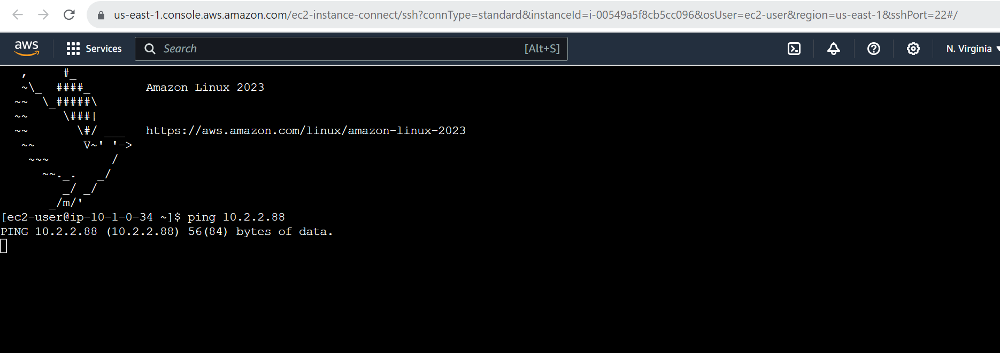 us-east-1.console.aws.amazon.com/ec2-instance-connect/ssh?connType=standard&instanceId=i-00549a5f8cb5cc096&osUser=ec2-user&region=us-east-1&sshPort=22#/
aws Services Search [Alt+S] N. Virginia
   ,     #_
   ~\_  ####_        Amazon Linux 2023
  ~~  \_#####\
  ~~     \###|
  ~~       \#/ ___   https://aws.amazon.com/linux/amazon-linux-2023
   ~~       V~' '->
    ~~~         /
      ~~._.   _/
         _/ _/
       _/m/'
[ec2-user@ip-10-1-0-34 ~]$ ping 10.2.2.88
PING 10.2.2.88 (10.2.2.88) 56(84) bytes of data.